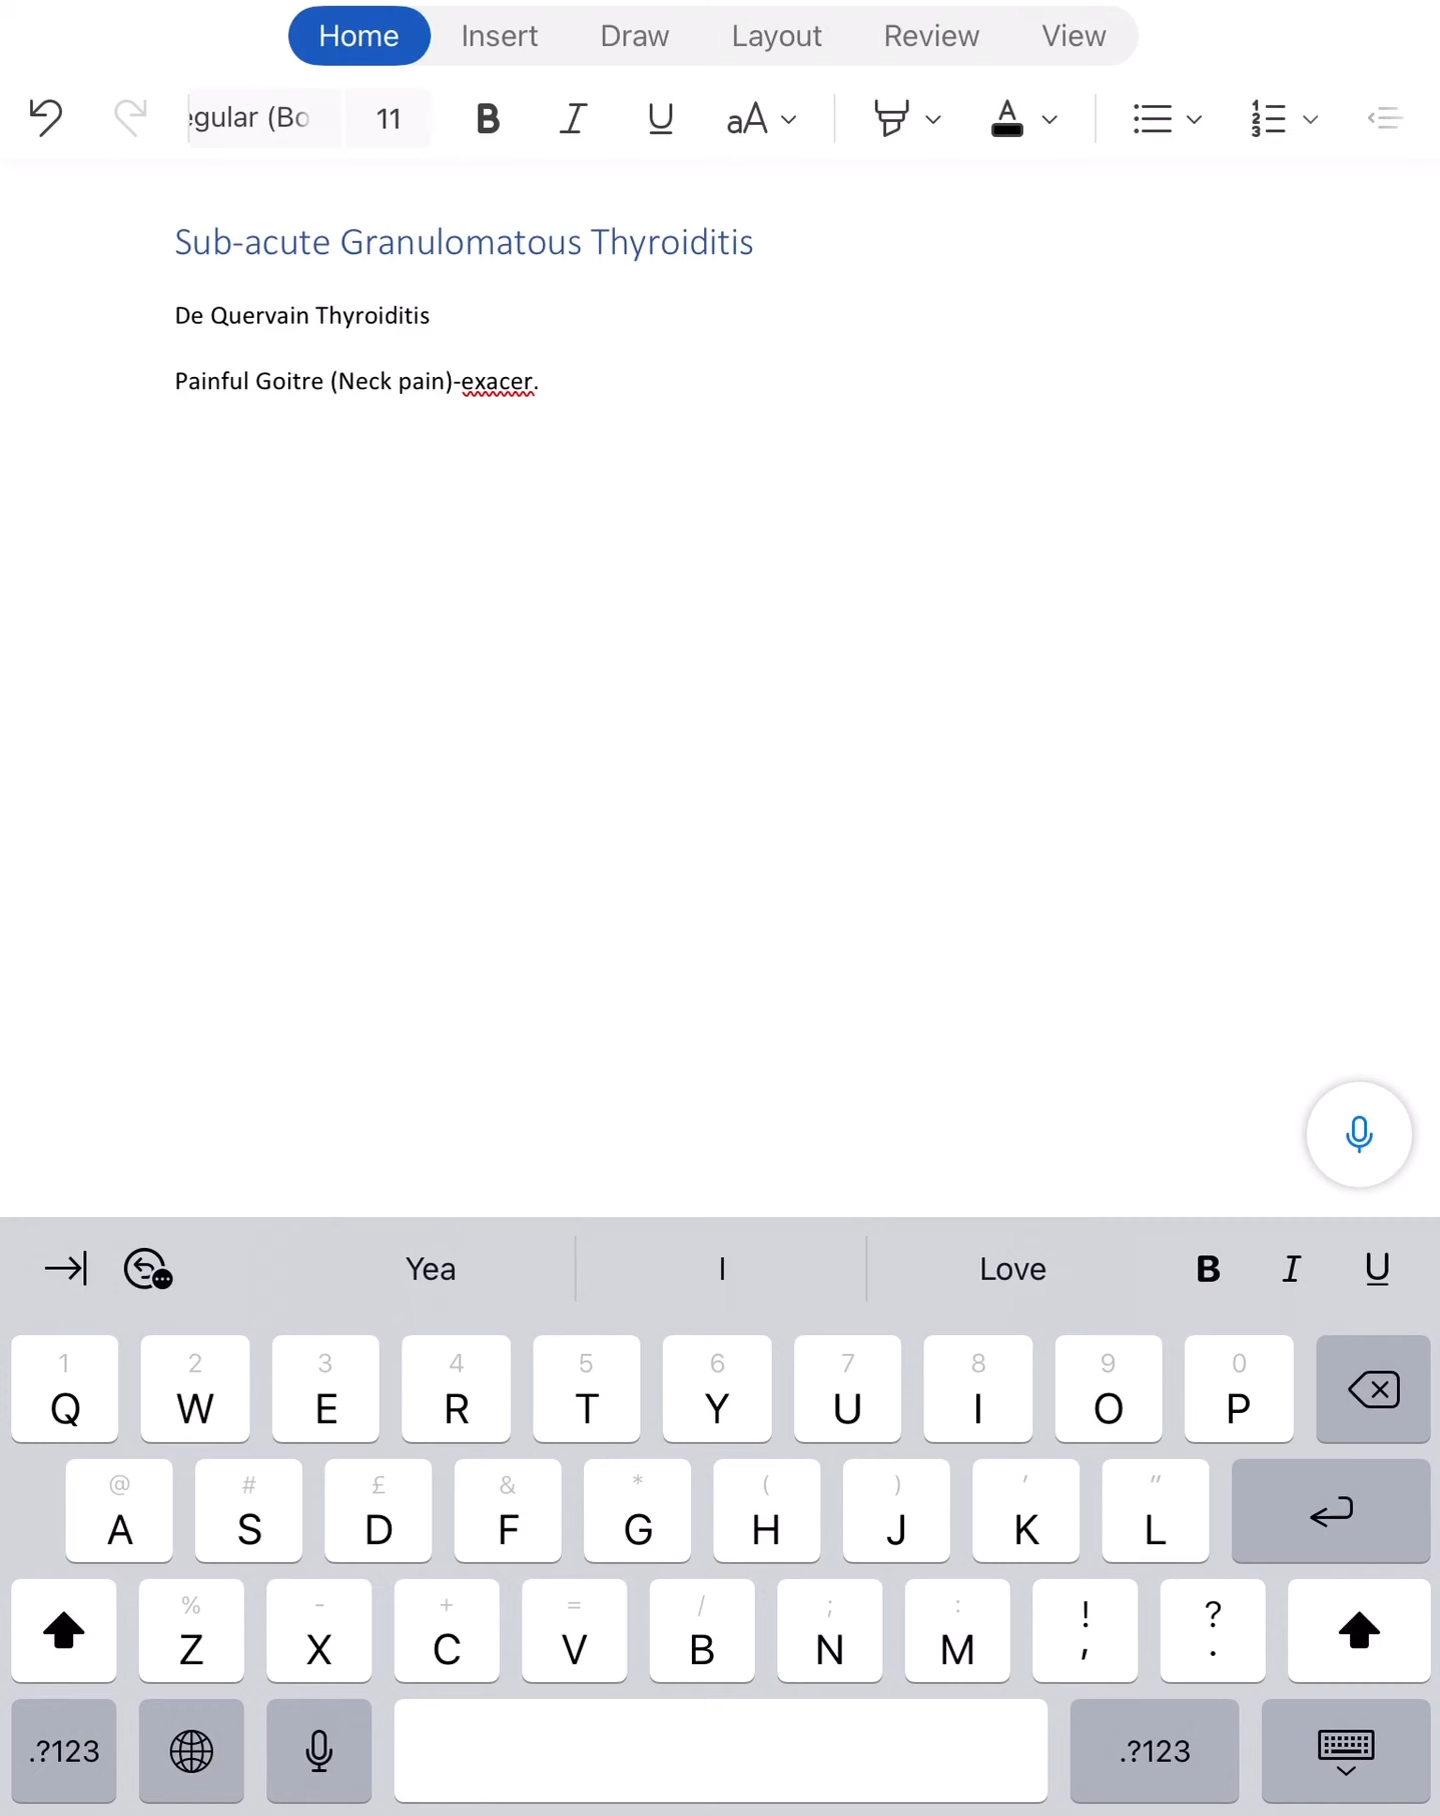 Home Insert Draw Layout Review View
egular (Bo 11 B I U aA A
Sub-acute Granulomatous Thyroiditis
De Quervain Thyroiditis
Painful Goitre (Neck pain)-exacer.
Yea I Love B I U
1 2 3 4 5 6 7 8 9 0
Q W E R T Y U I O P
@ # £ & * ( ) ' "
A S D F G H J K L
% - + = / ; : ! ?
Z X C V B N M , .
.?123 .?123